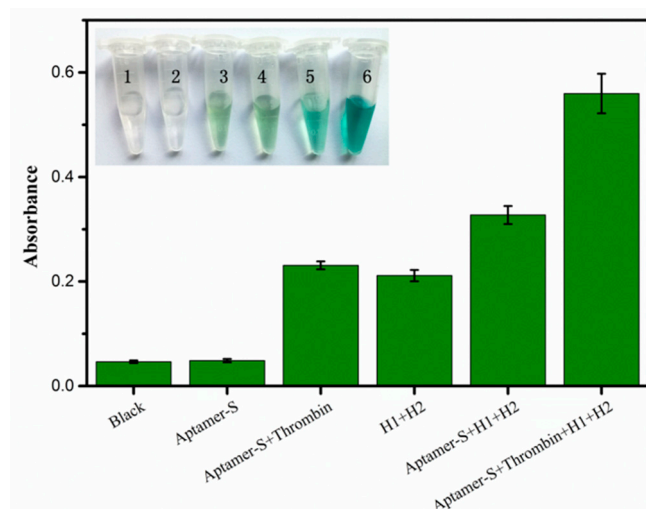 0.6
0.4
0.2
0.0
Absorbance
1 2 3 4 5 6
Black
Aptamer-S
Aptamer-S+Thrombin
H1+H2
Aptamer-S+H1+H2
Aptamer-S+Thrombin+H1+H2